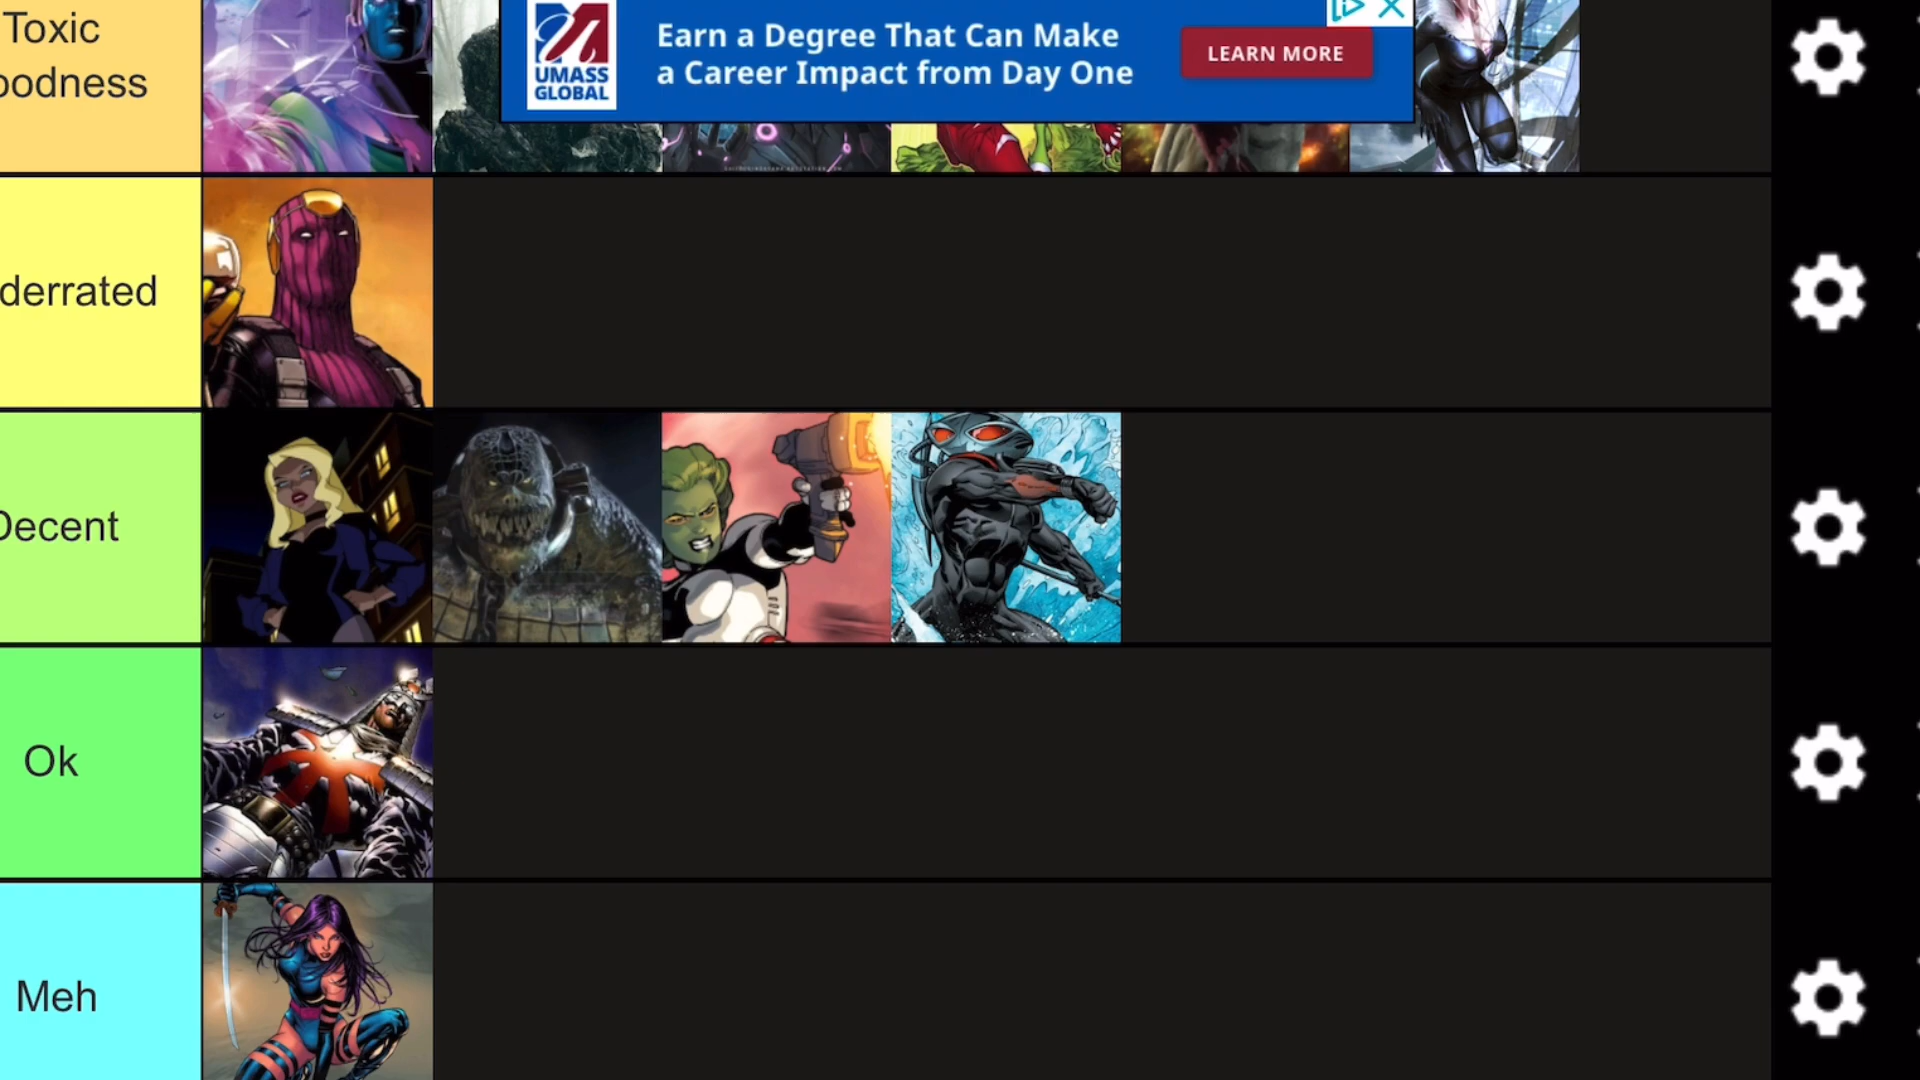 Toxic
oodness
UMASS
GLOBAL
Earn a Degree That Can Make
a Career Impact from Day One
LEARN MORE
derrated
Decent
Ok
Meh